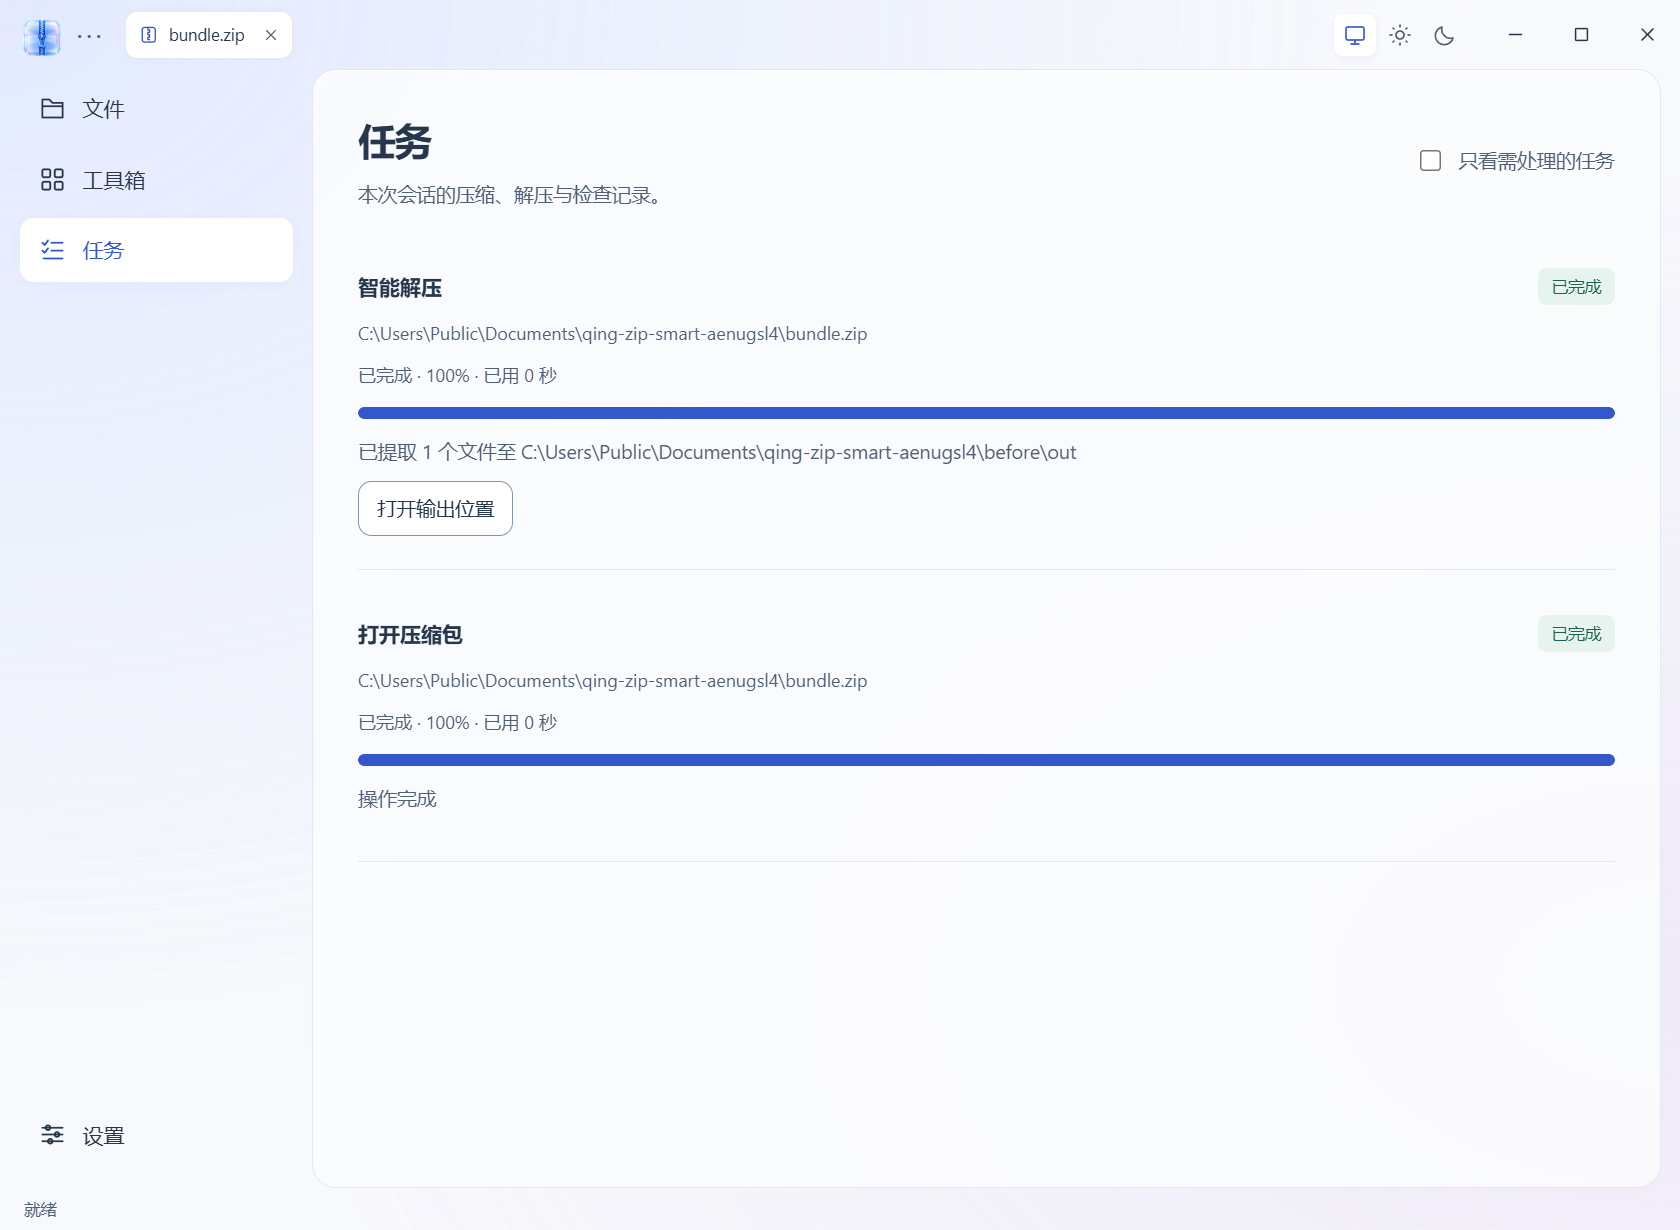 bundle.zip
文件
工具箱
任务
任务
本次会话的压缩、解压与检查记录。
只看需处理的任务
智能解压
已完成
C:\Users\Public\Documents\qing-zip-smart-aenugsl4\bundle.zip
已完成 · 100% · 已用 0 秒
已提取 1 个文件至 C:\Users\Public\Documents\qing-zip-smart-aenugsl4\before\out
打开输出位置
打开压缩包
已完成
C:\Users\Public\Documents\qing-zip-smart-aenugsl4\bundle.zip
已完成 · 100% · 已用 0 秒
操作完成
设置
就绪